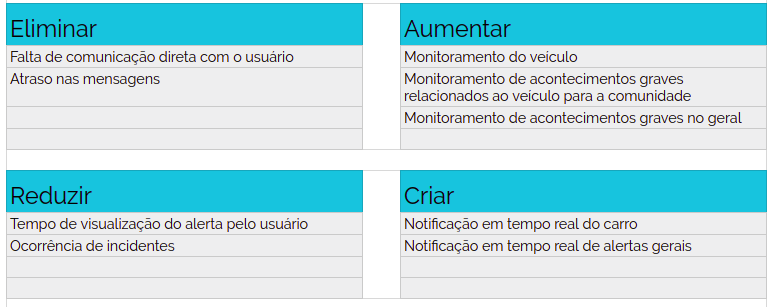 Eliminar
Falta de comunicação direta com o usuário
Atraso nas mensagens
Aumentar
Monitoramento do veículo
Monitoramento de acontecimentos graves
relacionados ao veículo para a comunidade
Monitoramento de acontecimentos graves no geral
Reduzir
Tempo de visualização do alerta pelo usuário
Ocorrência de incidentes
Criar
Notificação em tempo real do carro
Notificação em tempo real de alertas gerais